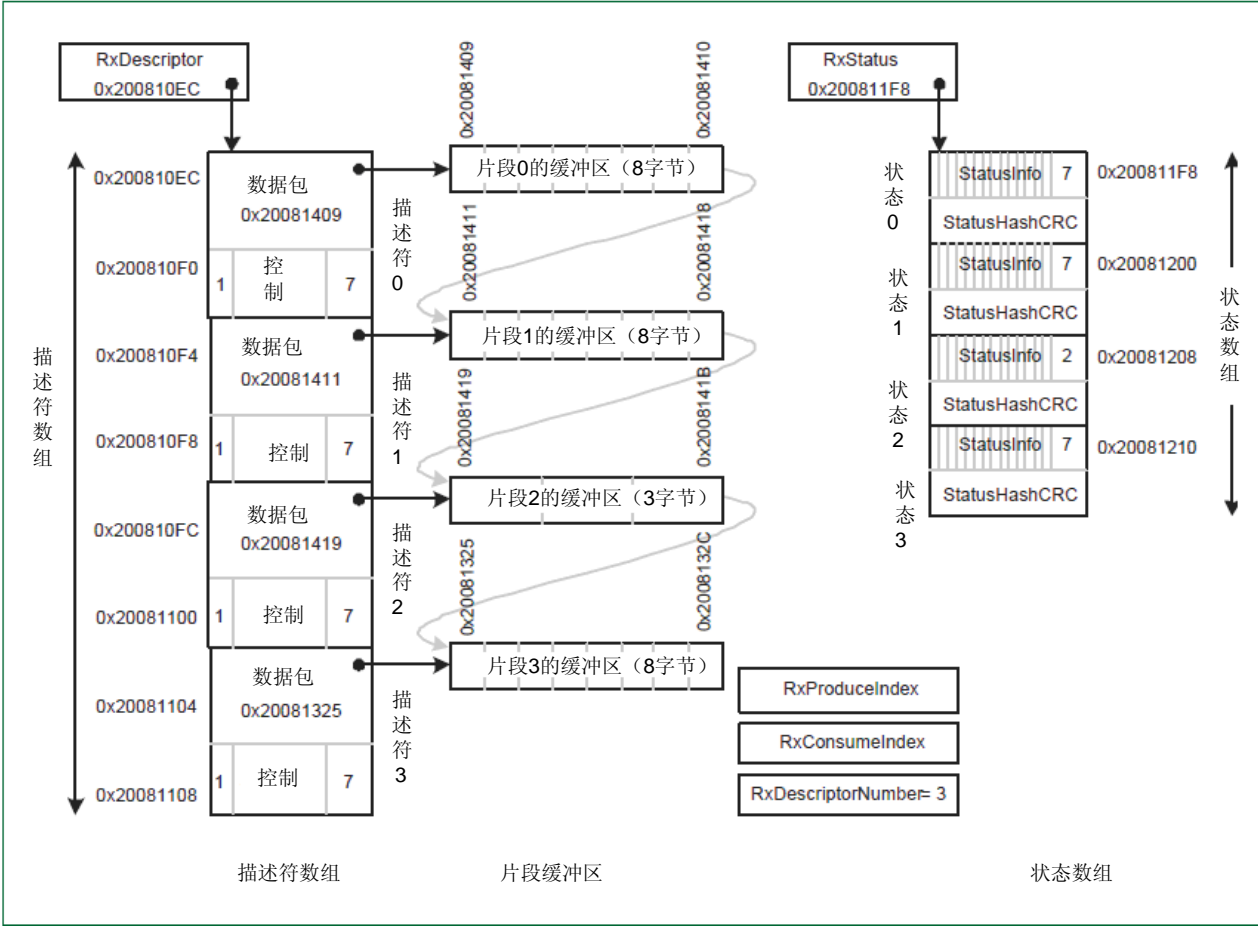 RxDescriptor
0x200810EC
RxStatus
0x200811F8
0x20081409
0x20081410
0x200810EC
数据包
0x20081409
0x200810F0
1
控
制
7
描述符0
片段0的缓冲区（8字节）
0x20081411
0x20081418
0x200810F4
数据包
0x20081411
0x200810F8
1
控制
7
描述符1
片段1的缓冲区（8字节）
0x20081419
0x2008141B
0x200810FC
数据包
0x20081419
0x20081100
1
控制
7
描述符2
片段2的缓冲区（3字节）
0x20081325
0x2008132C
0x20081104
数据包
0x20081325
0x20081108
1
控制
7
描述符3
片段3的缓冲区（8字节）
描述符数组
状态0
StatusInfo 7
0x200811F8
StatusHashCRC
状态1
StatusInfo 7
0x20081200
StatusHashCRC
状态2
StatusInfo 2
0x20081208
StatusHashCRC
状态3
StatusInfo 7
0x20081210
StatusHashCRC
状态数组
RxProduceIndex
RxConsumeIndex
RxDescriptorNumber= 3
描述符数组
片段缓冲区
状态数组